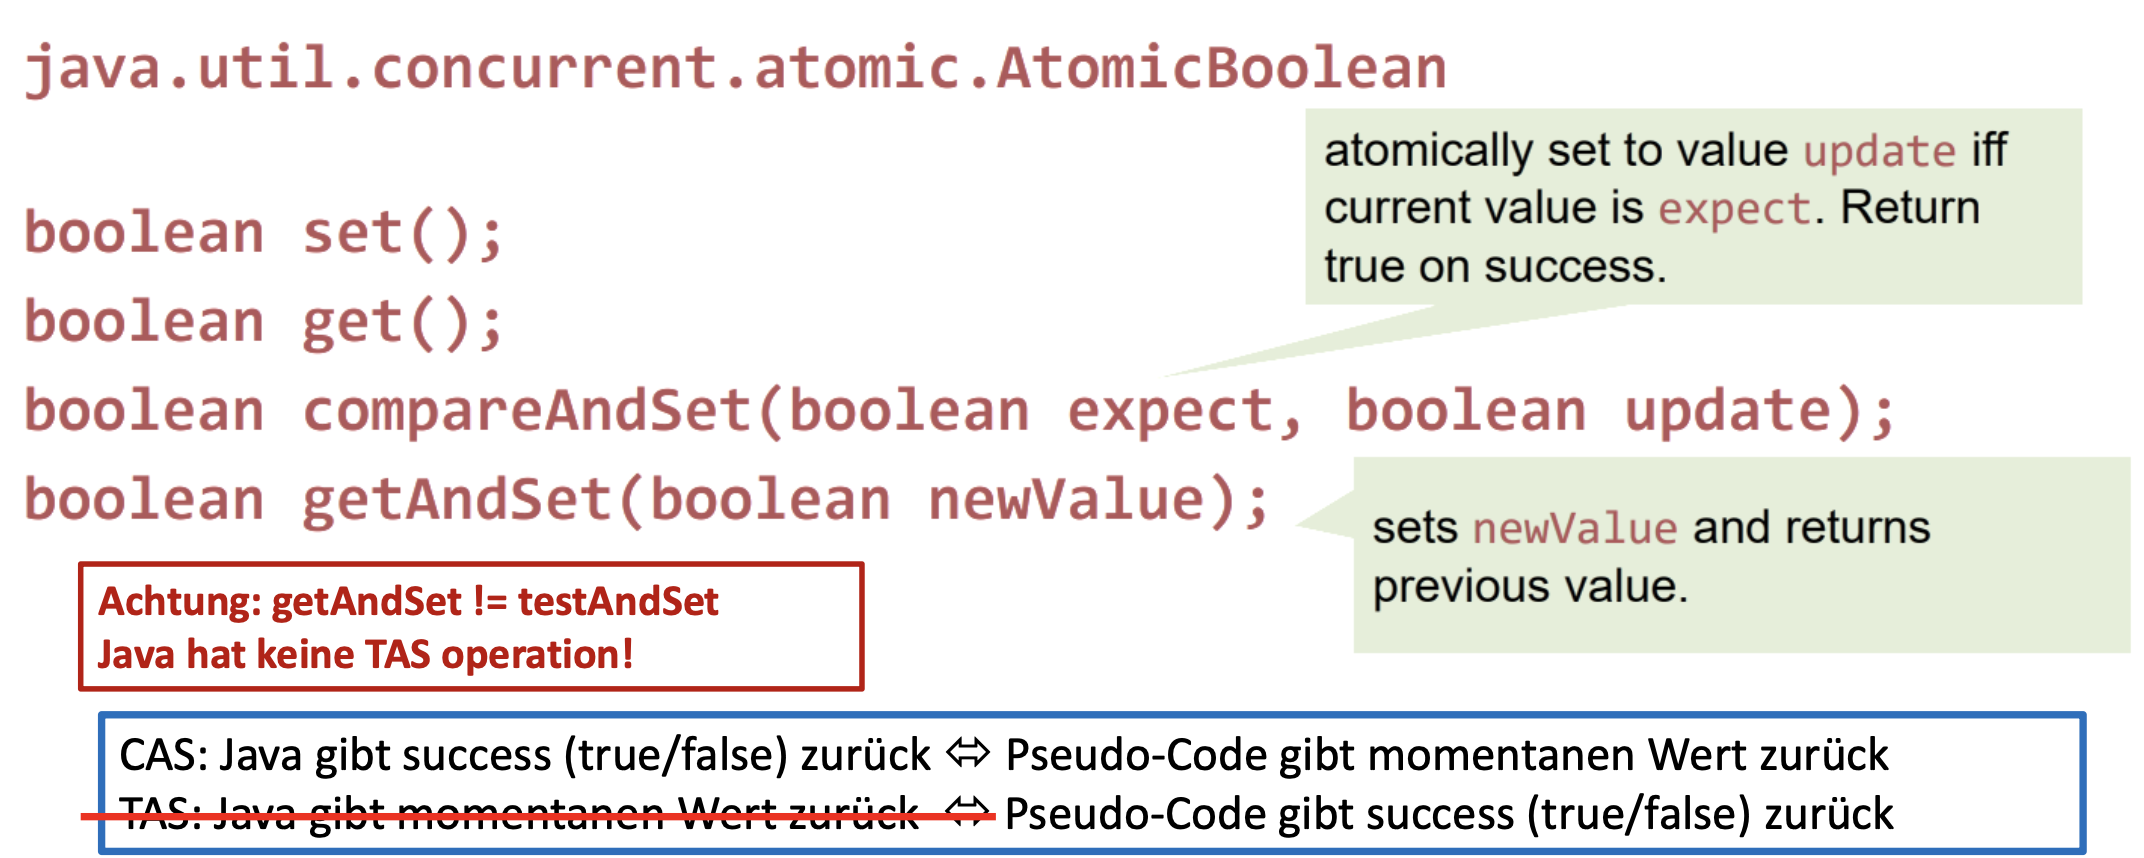 java.util.concurrent.atomic.AtomicBoolean
atomically set to value update iff
current value is expect. Return
true on success.
boolean set();
boolean get();
boolean compareAndSet(boolean expect, boolean update);
boolean getAndSet(boolean newValue);
sets newValue and returns
previous value.
Achtung: getAndSet != testAndSet
Java hat keine TAS operation!
CAS: Java gibt success (true/false) zurück ⬄ Pseudo-Code gibt momentanen Wert zurück
TAS: Java gibt momentanen Wert zurück ⬄ Pseudo-Code gibt success (true/false) zurück